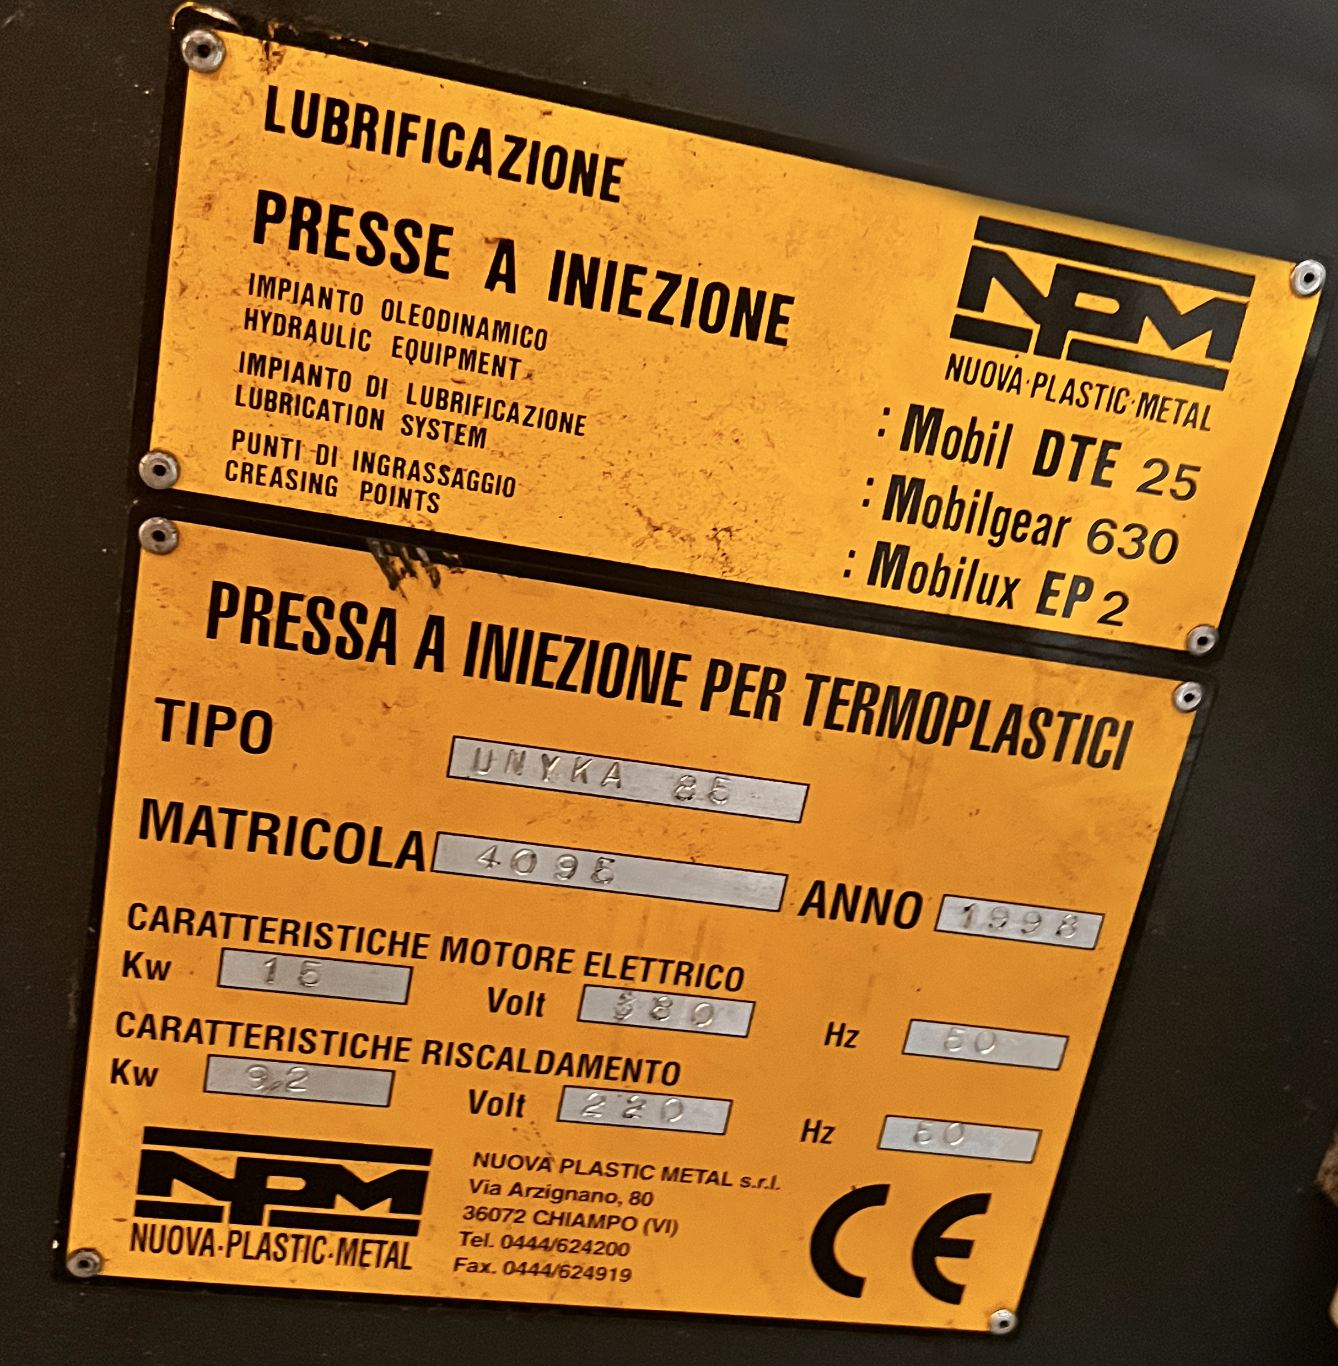 LUBRIFICAZIONE
PRESSE A INIEZIONE
NPM
NUOVA·PLASTIC·METAL
IMPIANTO OLEODINAMICO
HYDRAULIC EQUIPMENT
: Mobil DTE 25
IMPIANTO DI LUBRIFICAZIONE
LUBRICATION SYSTEM
: Mobilgear 630
PUNTI DI INGRASSAGGIO
CREASING POINTS
: Mobilux EP 2
PRESSA A INIEZIONE PER TERMOPLASTICI
TIPO UNYKA 85
MATRICOLA 4095 ANNO 1998
CARATTERISTICHE MOTORE ELETTRICO
Kw 15 Volt 380 Hz 50
CARATTERISTICHE RISCALDAMENTO
Kw 9,2 Volt 220 Hz 50
NPM
NUOVA·PLASTIC·METAL
NUOVA PLASTIC METAL s.r.l.
Via Arzignano, 80
36072 CHIAMPO (VI)
Tel. 0444/624200
Fax. 0444/624919
CE